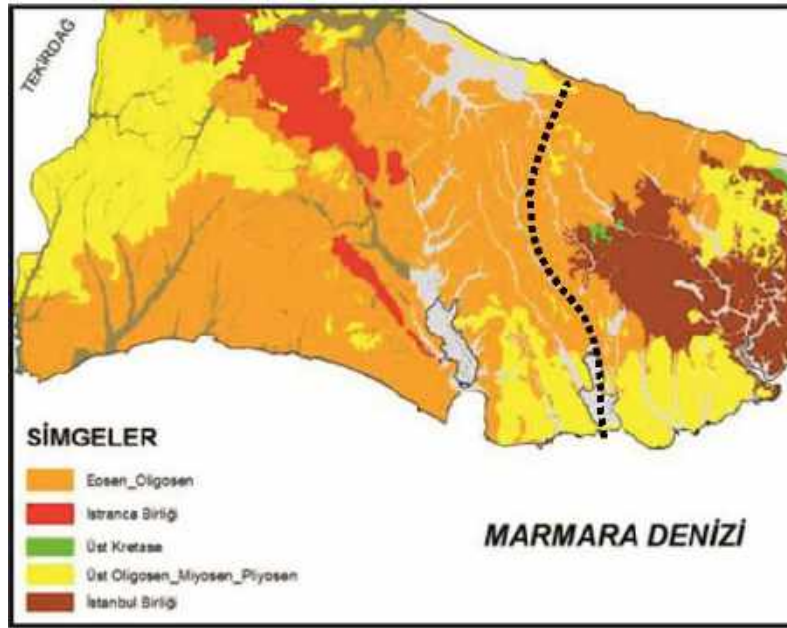 TEKİRDAĞ
SİMGELER
Eosen_Oligosen
Istranca Birliği
Üst Kretase
Üst Oligosen_Miyosen_Pliyosen
İstanbul Birliği
MARMARA DENİZİ